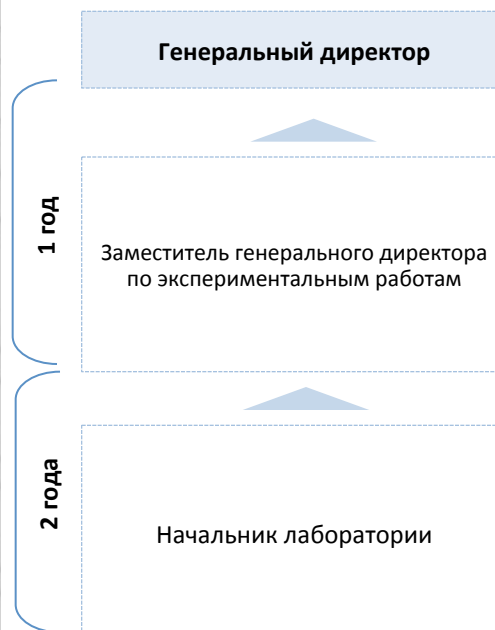 Генеральный директор
1 год
Заместитель генерального директора
по экспериментальным работам
2 года
Начальник лаборатории